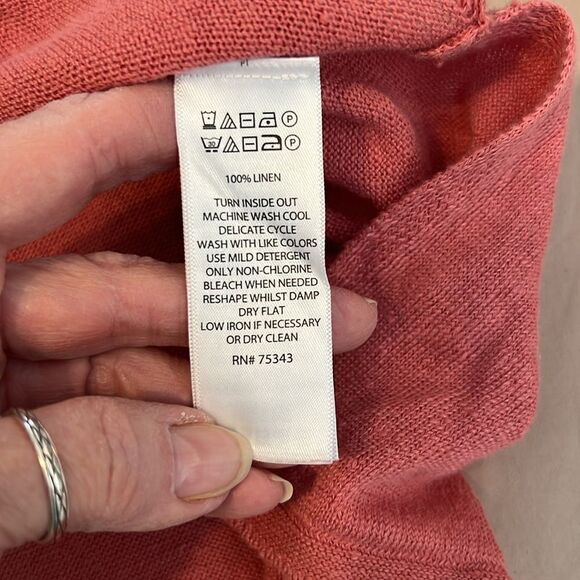 100% LINEN
TURN INSIDE OUT
MACHINE WASH COOL
DELICATE CYCLE
WASH WITH LIKE COLORS
USE MILD DETERGENT
ONLY NON-CHLORINE
BLEACH WHEN NEEDED
RESHAPE WHILST DAMP
DRY FLAT
LOW IRON IF NECESSARY
OR DRY CLEAN
RN# 75343